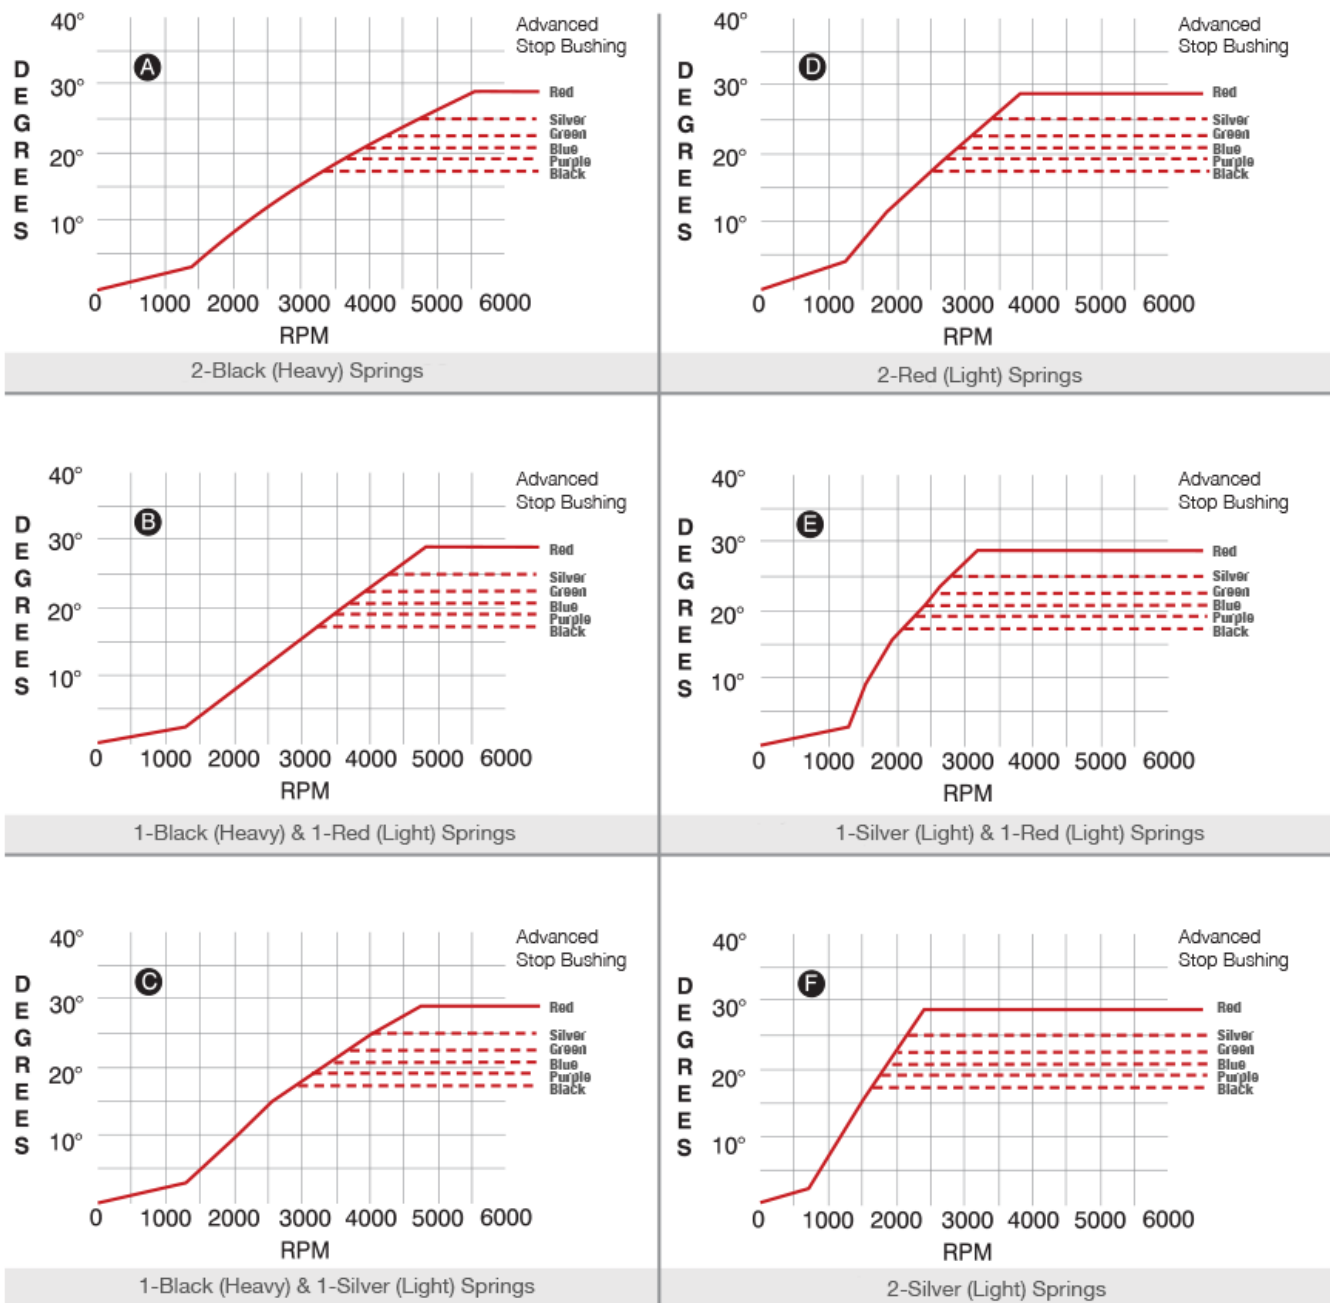 40°
Advanced
Stop Bushing
A
30°
Red
Silver
Green
20°
Blue
Purple
Black
10°
DEGREES
0 1000 2000 3000 4000 5000 6000
RPM
2-Black (Heavy) Springs
40°
Advanced
Stop Bushing
D
30°
Red
Silver
Green
20°
Blue
Purple
Black
10°
DEGREES
0 1000 2000 3000 4000 5000 6000
RPM
2-Red (Light) Springs
40°
Advanced
Stop Bushing
B
30°
Red
Silver
Green
20°
Blue
Purple
Black
10°
DEGREES
0 1000 2000 3000 4000 5000 6000
RPM
1-Black (Heavy) & 1-Red (Light) Springs
40°
Advanced
Stop Bushing
E
30°
Red
Silver
Green
20°
Blue
Purple
Black
10°
DEGREES
0 1000 2000 3000 4000 5000 6000
RPM
1-Silver (Light) & 1-Red (Light) Springs
40°
Advanced
Stop Bushing
C
30°
Red
Silver
Green
20°
Blue
Purple
Black
10°
DEGREES
0 1000 2000 3000 4000 5000 6000
RPM
1-Black (Heavy) & 1-Silver (Light) Springs
40°
Advanced
Stop Bushing
F
30°
Red
Silver
Green
20°
Blue
Purple
Black
10°
DEGREES
0 1000 2000 3000 4000 5000 6000
RPM
2-Silver (Light) Springs